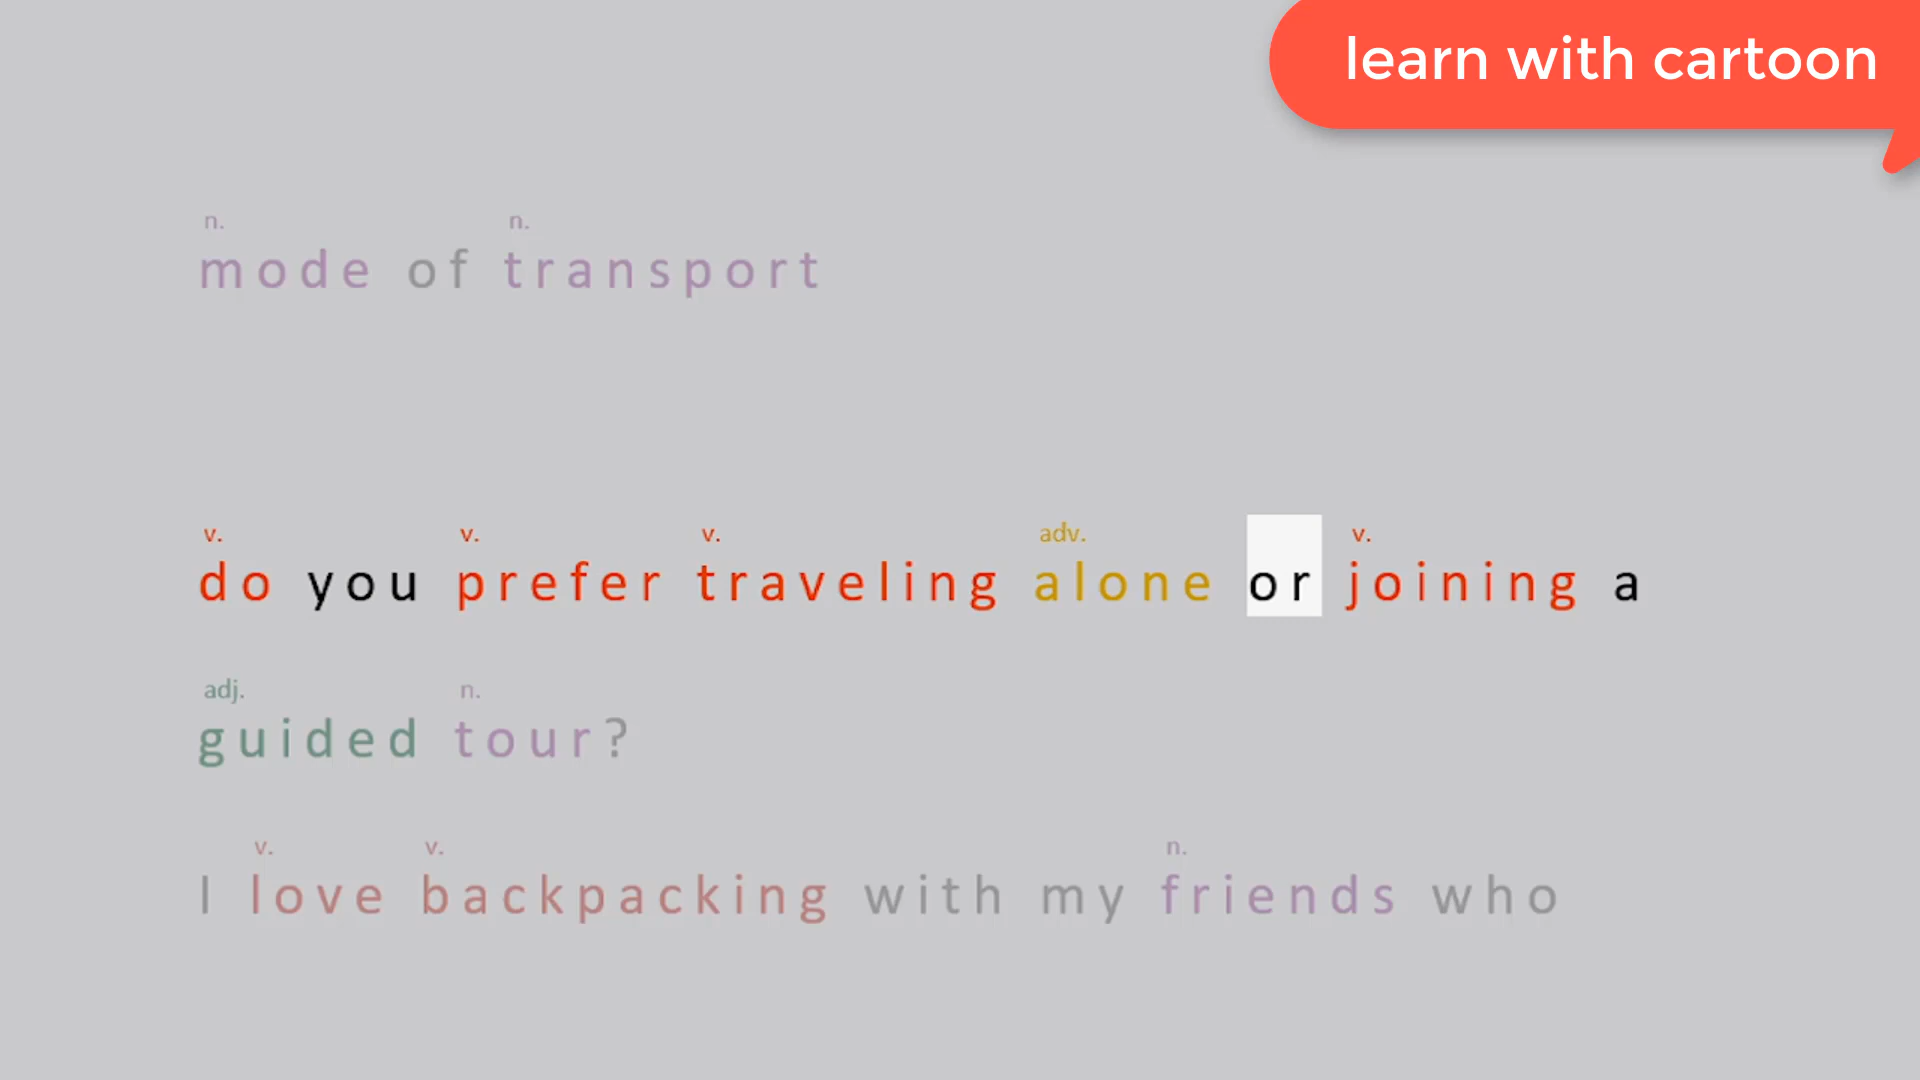 learn with cartoon
n. n.
mode of transport
v. v. v. adv. v.
do you prefer traveling alone or joining a
adj. n.
guided tour?
v. v. n.
I love backpacking with my friends who